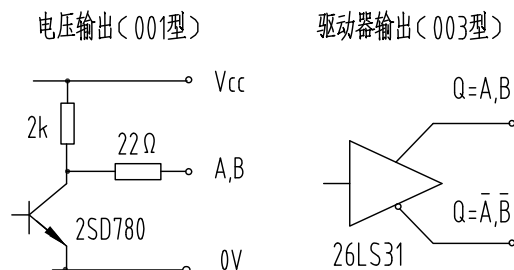 电压输出(001型)
Vcc
2k
22Ω
A,B
2SD780
0V
驱动器输出(003型)
Q=A,B
Q=A̅,B̅
26LS31